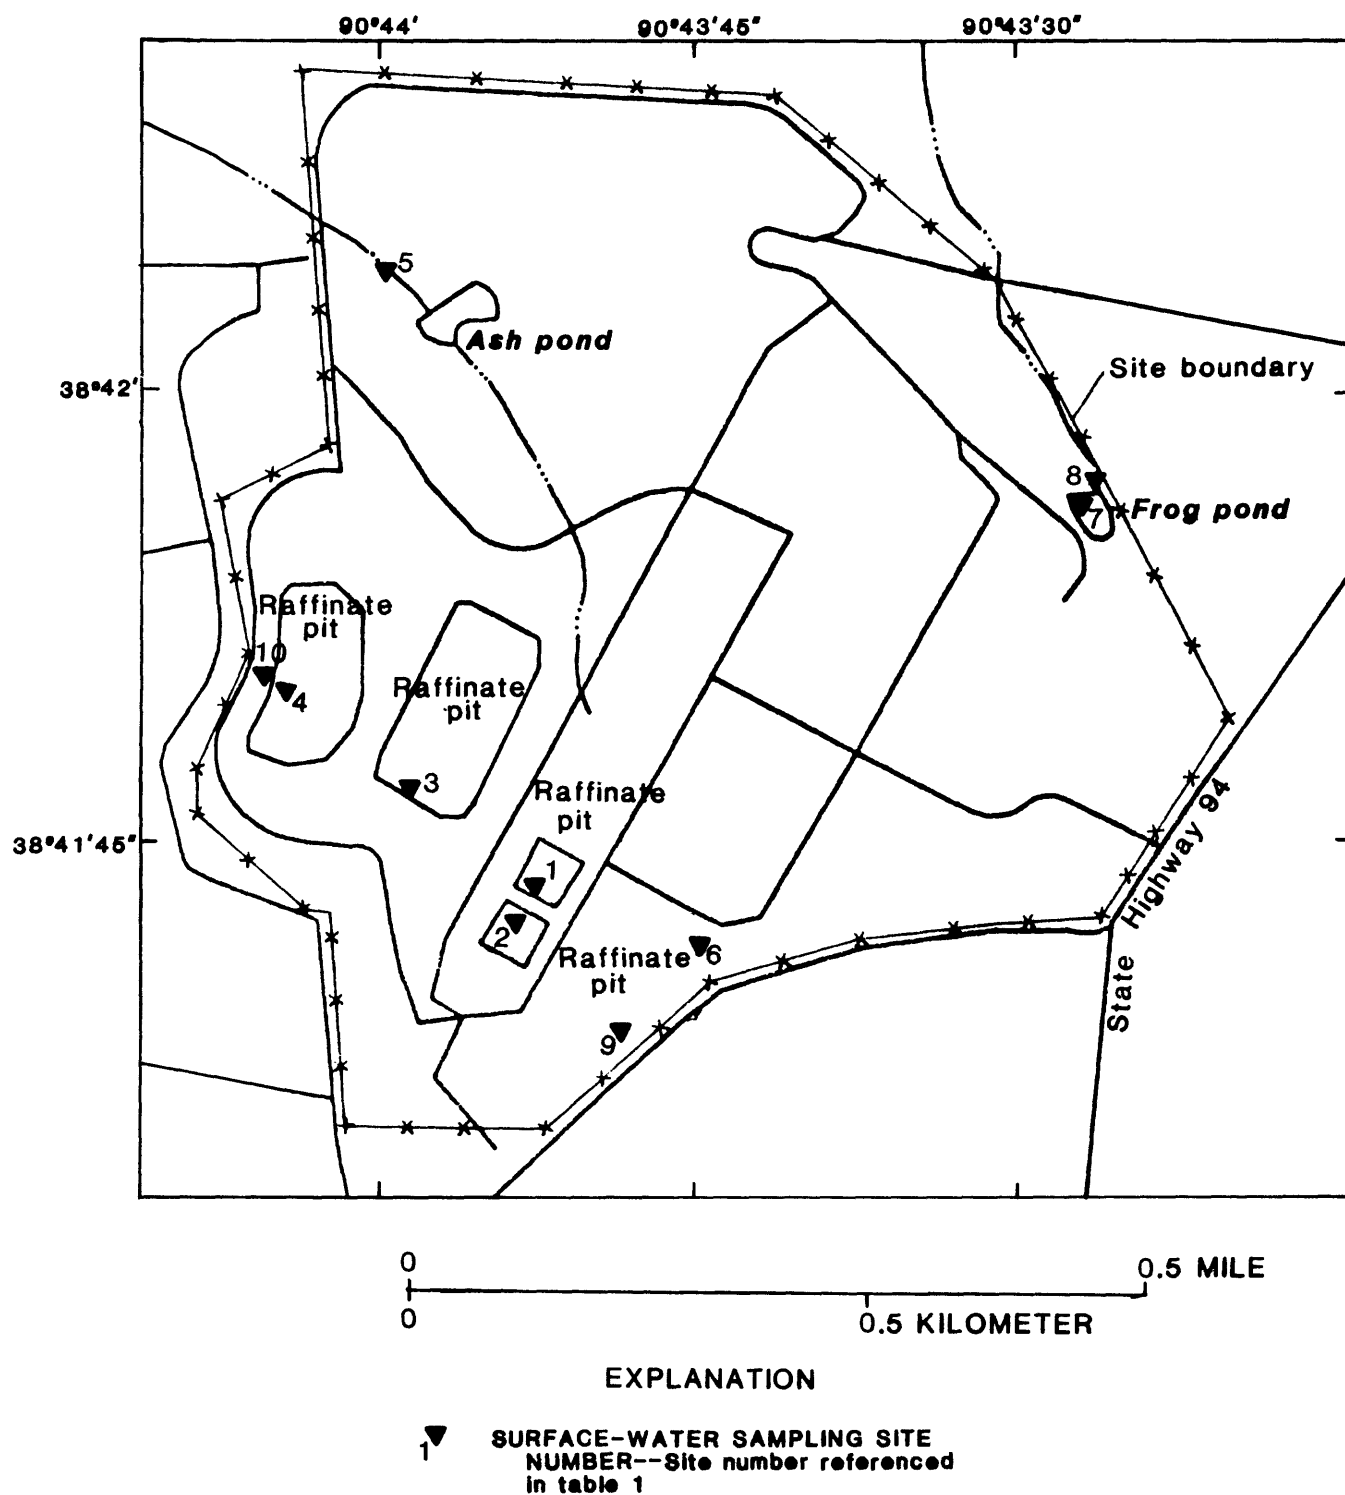 90°44' 90°43'45" 90°43'30"
5
Ash pond
38°42'
Site boundary
8
7
Frog pond
Raffinate
pit
10
4
Raffinate
pit
3
Raffinate
pit
38°41'45"
1
2
Raffinate
pit
6
9
State Highway 94
0 0.5 MILE
0 0.5 KILOMETER
EXPLANATION
1 SURFACE-WATER SAMPLING SITE
NUMBER--Site number referenced
in table 1